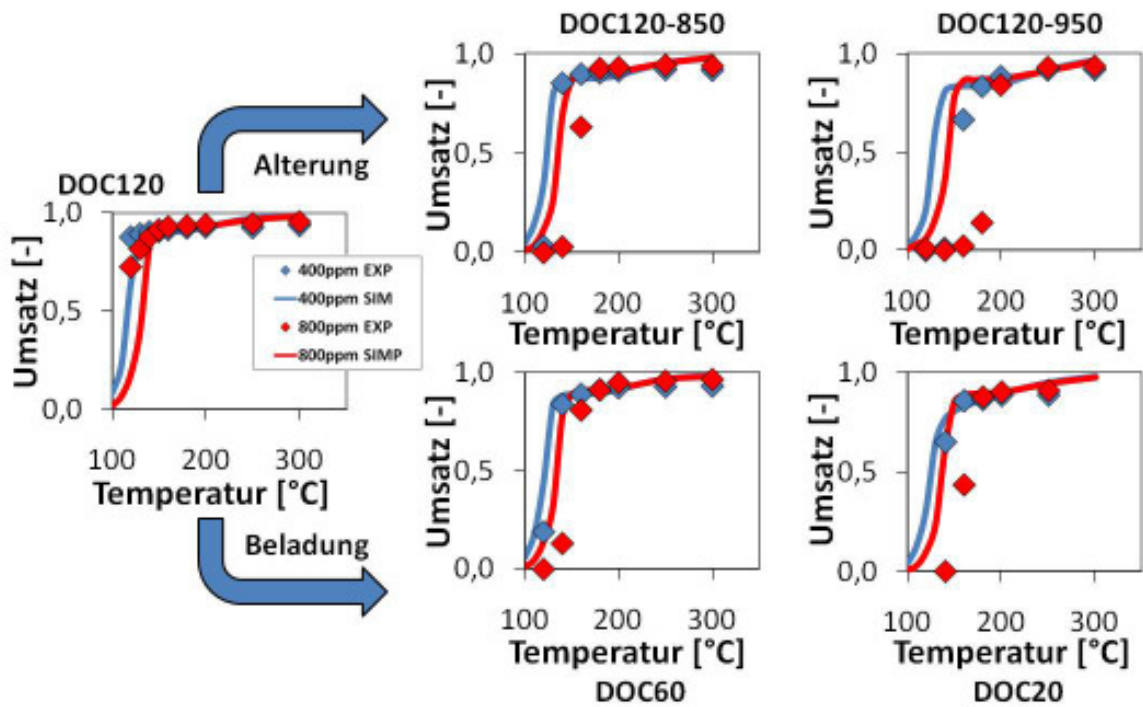 DOC120-850
DOC120-950
1,0
0,5
0,0
Umsatz [-]
100 200 300
Temperatur [°C]
1,0
0,5
0,0
Umsatz [-]
100 200 300
Temperatur [°C]
Alterung
DOC120
1,0
0,5
0,0
Umsatz [-]
400ppm EXP
400ppm SIM
800ppm EXP
800ppm SIMP
100 200 300
Temperatur [°C]
Beladung
1,0
0,5
0,0
Umsatz [-]
100 200 300
Temperatur [°C]
DOC60
1,0
0,5
0,0
Umsatz [-]
100 200 300
Temperatur [°C]
DOC20